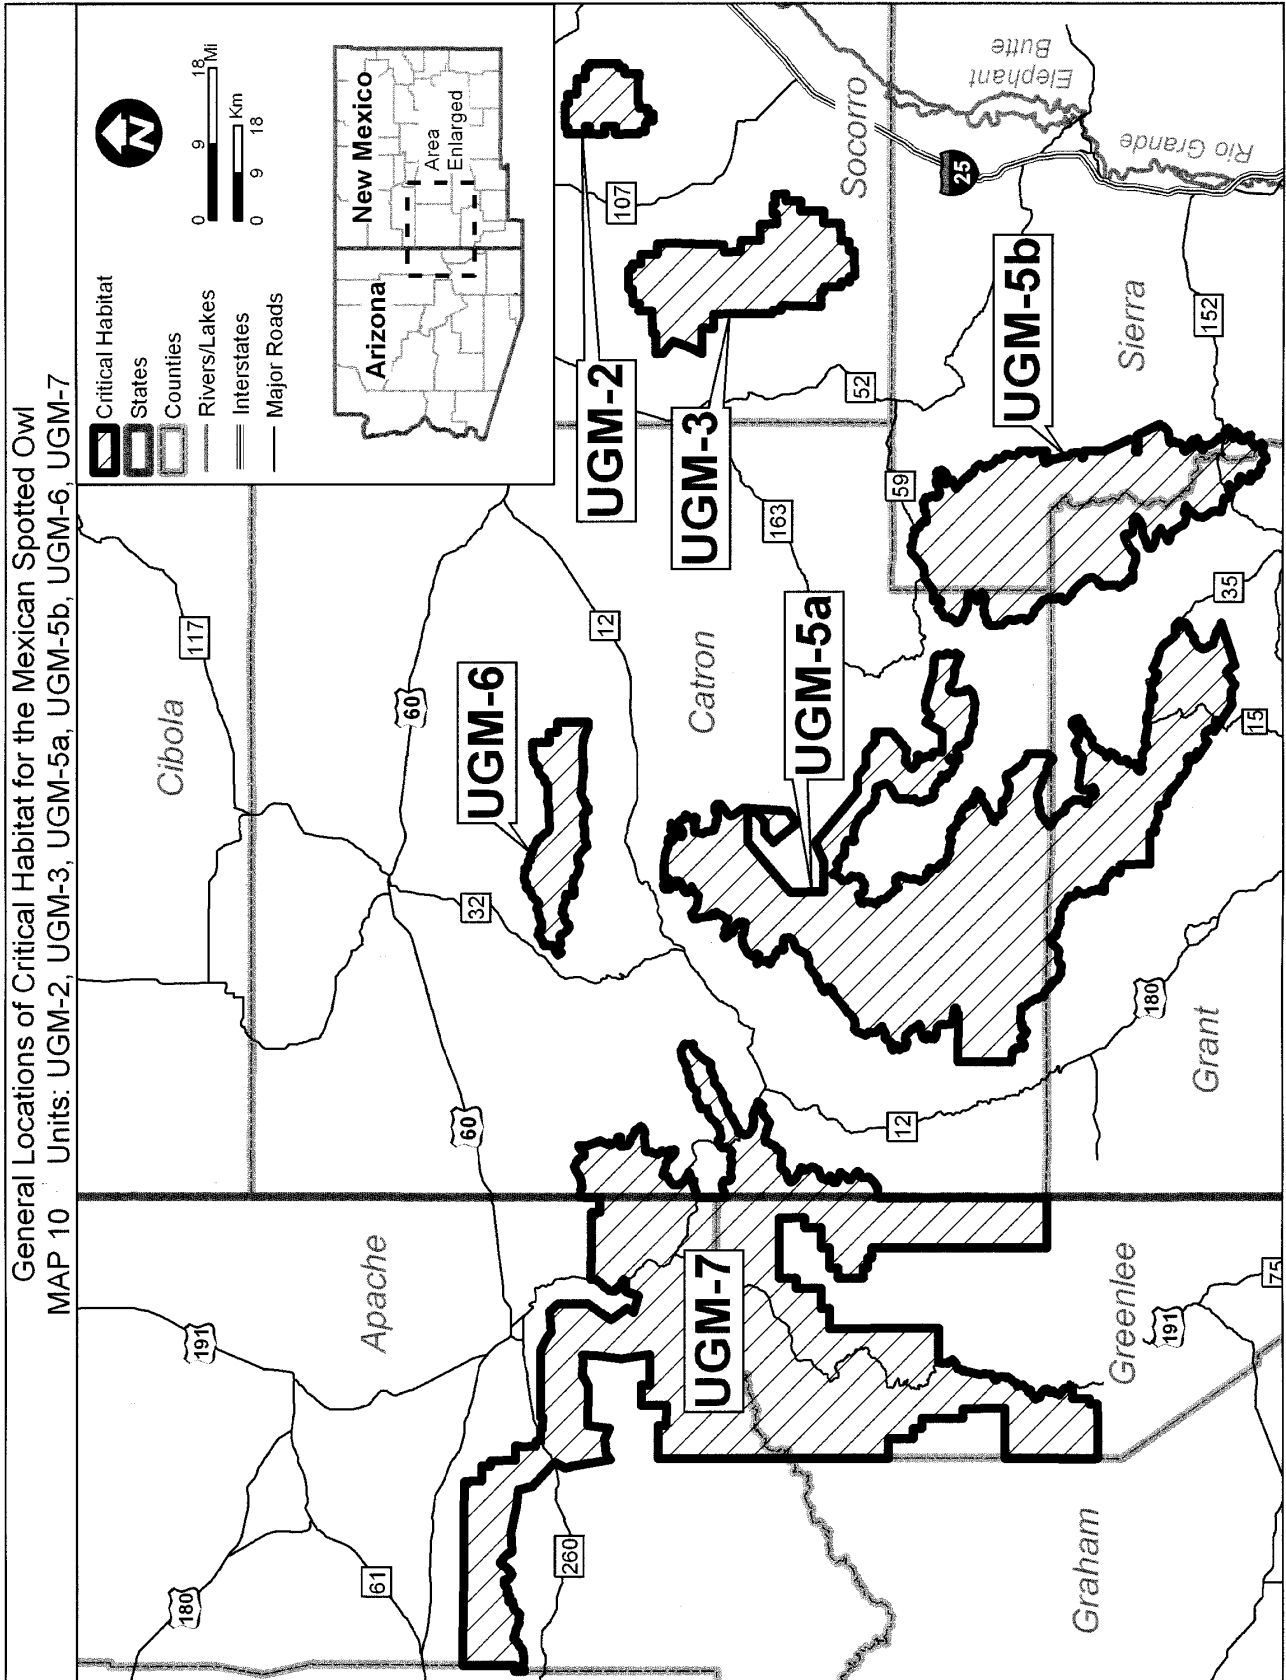 General Locations of Critical Habitat for the Mexican Spotted Owl
MAP 10 Units: UGM-2, UGM-3, UGM-5a, UGM-5b, UGM-6, UGM-7
Critical Habitat
States
Counties
Rivers/Lakes
Interstates
Major Roads
N
0 9 18 Mi
Km
0 9 18
Arizona
New Mexico
Area
Enlarged
180
61
191
260
Apache
60
Cibola
117
60
32
12
UGM-6
Catron
163
UGM-2
UGM-3
107
52
59
Socorro
25
Elephant
Butte
Rio Grande
UGM-7
UGM-5a
UGM-5b
12
Sierra
152
35
15
180
Grant
Greenlee
191
75
Graham